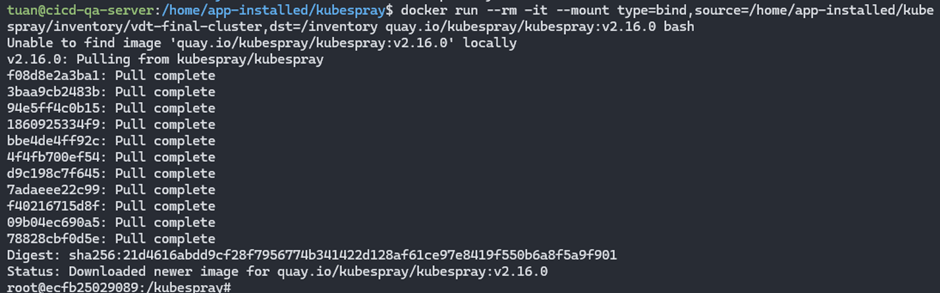 tuan@cicd-qa-server:/home/app-installed/kubespray$ docker run --rm -it --mount type=bind,source=/home/app-installed/kube
spray/inventory/vdt-final-cluster,dst=/inventory quay.io/kubespray/kubespray:v2.16.0 bash
Unable to find image 'quay.io/kubespray/kubespray:v2.16.0' locally
v2.16.0: Pulling from kubespray/kubespray
f08d8e2a3ba1: Pull complete
3baa9cb2483b: Pull complete
94e5ff4c0b15: Pull complete
1860925334f9: Pull complete
bbe4de4ff92c: Pull complete
4f4fb700ef54: Pull complete
d9c198c7f645: Pull complete
7adaeee22c99: Pull complete
f40216715d8f: Pull complete
09b04ec690a5: Pull complete
78828cbf0d5e: Pull complete
Digest: sha256:21d4616abdd9cf28f7956774b341422d128af61ce97e8419f550b6a8f5a9f901
Status: Downloaded newer image for quay.io/kubespray/kubespray:v2.16.0
root@ecfb25029089:/kubespray#